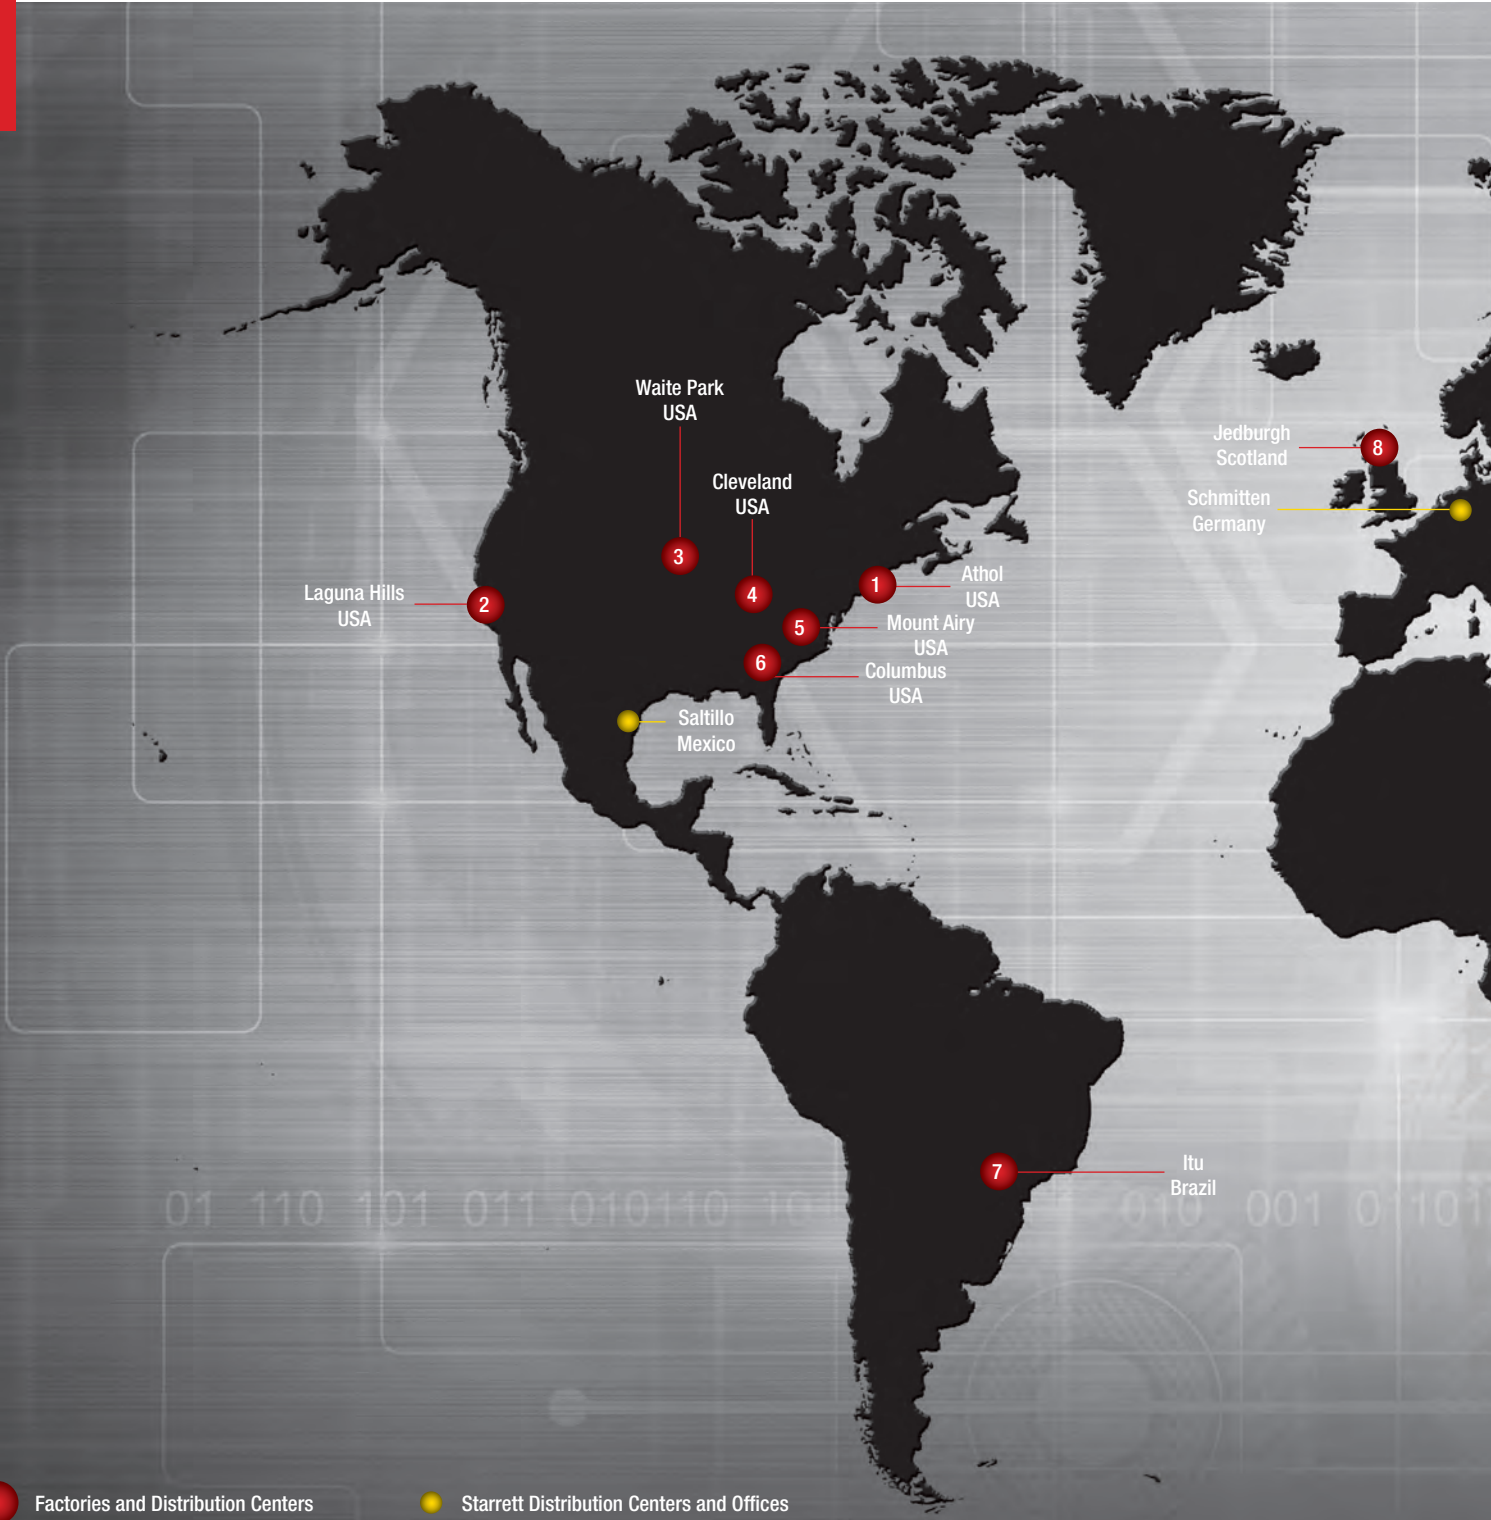 Waite Park
USA
Cleveland
USA
Jedburgh
Scotland
8
Schmitten
Germany
3
Laguna Hills
USA
2
4
1
Athol
USA
5
Mount Airy
USA
6
Columbus
USA
Saltillo
Mexico
7
Itu
Brazil
01 110 101 011 010110 10
010 001 01101
Factories and Distribution Centers
Starrett Distribution Centers and Offices